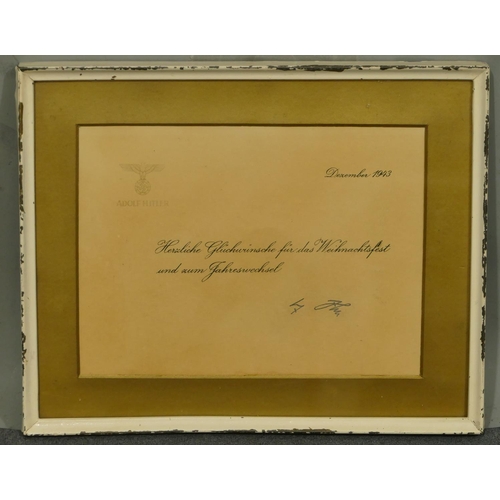 Dezember 1943
ADOLF HITLER
Herzliche Glückwünsche für das Weihnachtsfest
und zum Jahreswechsel